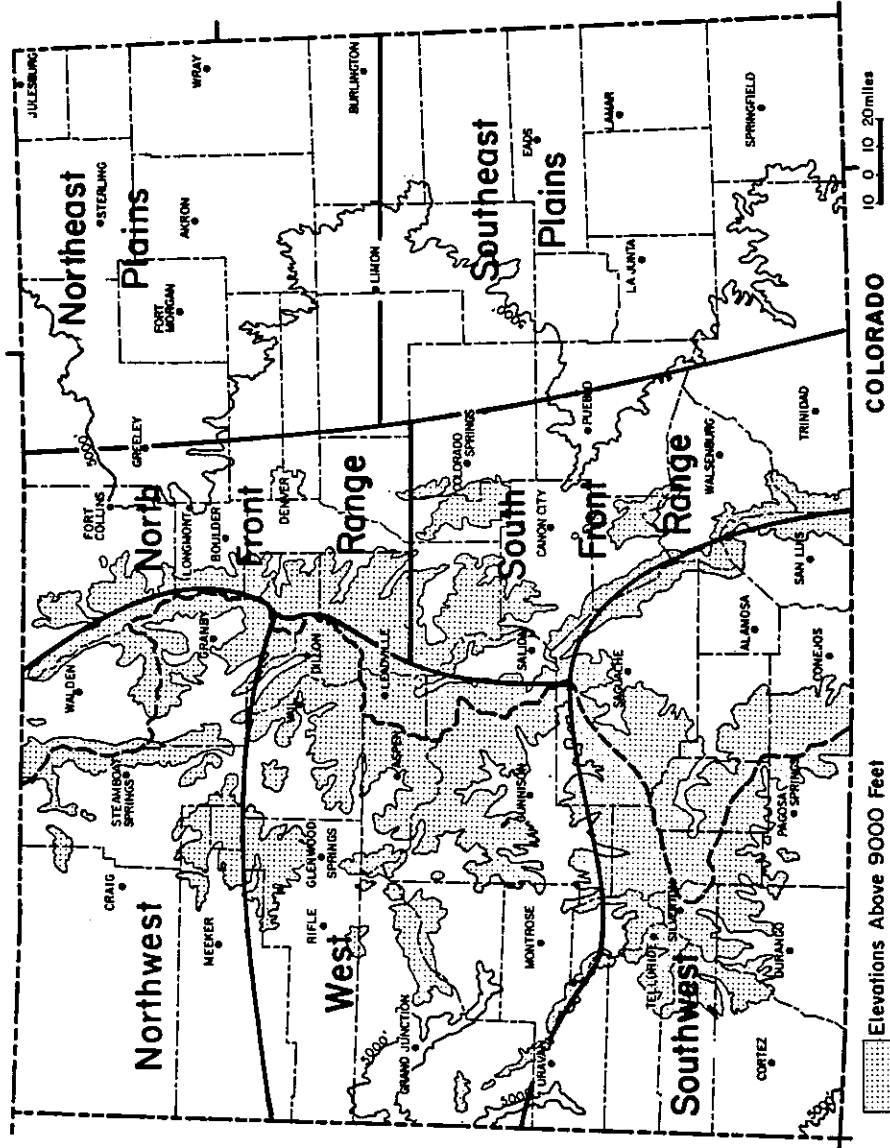 Northwest
CRAIG
MEEKER
STEAMBOAT
SPRINGS
WALDEN
GRANBY
FORT
COLLINS
North
Front
Range
LONGMONT
BOULDER
DENVER
5000
GREELEY
Northeast
Plains
FORT
MORGAN
STERLING
AKRON
JULESBURG
WRAY
LIMON
BURLINGTON
West
RIFLE
GLENWOOD
SPRINGS
GRAND JUNCTION
5000'
VAIL
DILLON
LEADVILLE
ASPEN
GUNNISON
MONTROSE
URAVAN
5000'
South
Front
Range
COLORADO
SPRINGS
CANON CITY
PUEBLO
SALIDA
WALSENBURG
TRINIDAD
Southeast
Plains
5000'
EADS
LAMAR
LA JUNTA
SPRINGFIELD
Southwest
TELLURIDE
SILVERTON
SAGUACHE
ALAMOSA
SAN LUIS
CONEJOS
PAGOSA
SPRINGS
DURANGO
CORTEZ
5000'
Elevations Above 9000 Feet
COLORADO
10 0 10 20 miles